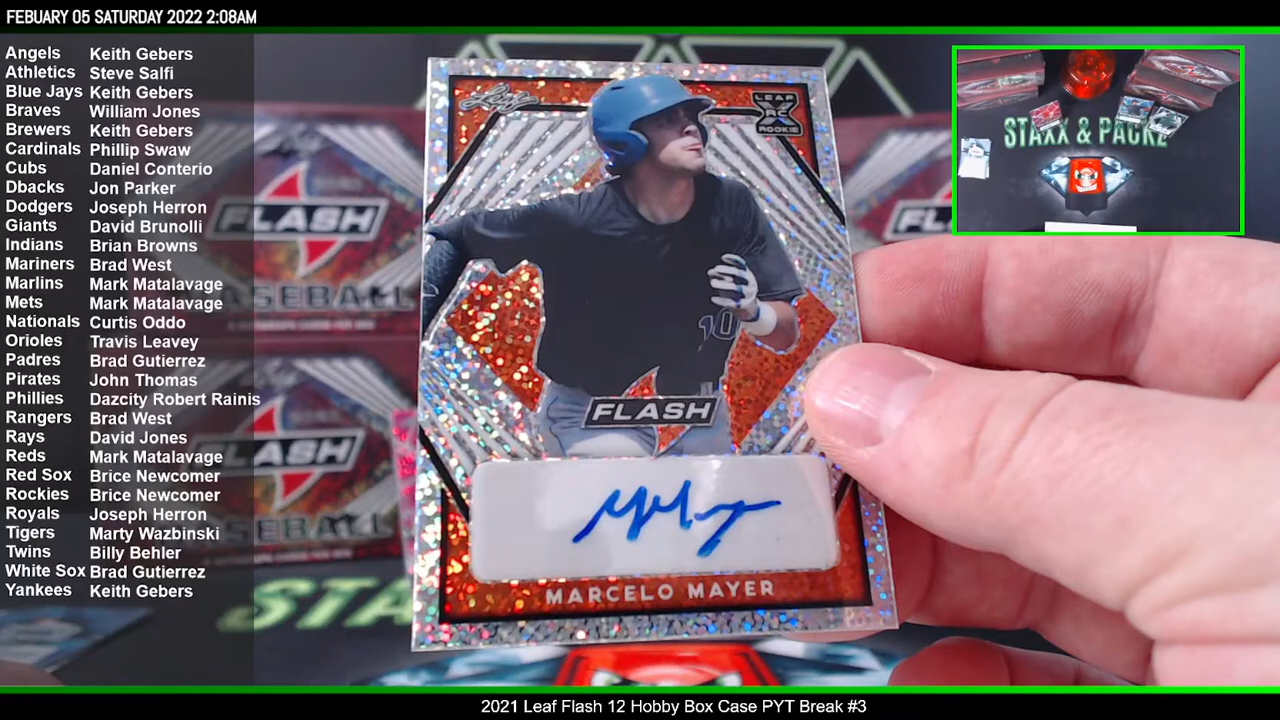 FEBUARY 05 SATURDAY 2022 2:08AM
Angels Keith Gebers
Athletics Steve Salfi
Blue Jays Keith Gebers
Braves William Jones
Brewers Keith Gebers
Cardinals Phillip Swaw
Cubs Daniel Conterio
Dbacks Jon Parker
Dodgers Joseph Herron
Giants David Brunolli
Indians Brian Browns
Mariners Brad West
Marlins Mark Matalavage
Mets Mark Matalavage
Nationals Curtis Oddo
Orioles Travis Leavey
Padres Brad Gutierrez
Pirates John Thomas
Phillies Dazcity Robert Rainis
Rangers Brad West
Rays David Jones
Reds Mark Matalavage
Red Sox Brice Newcomer
Rockies Brice Newcomer
Royals Joseph Herron
Tigers Marty Wazbinski
Twins Billy Behler
White Sox Brad Gutierrez
Yankees Keith Gebers
FLASH
BASEBALL
FLASH
BASEBALL
Leaf
LEAF
RC
ROOKIE
10
FLASH
MARCELO MAYER
STAXX & PACKZ
2021 Leaf Flash 12 Hobby Box Case PYT Break #3